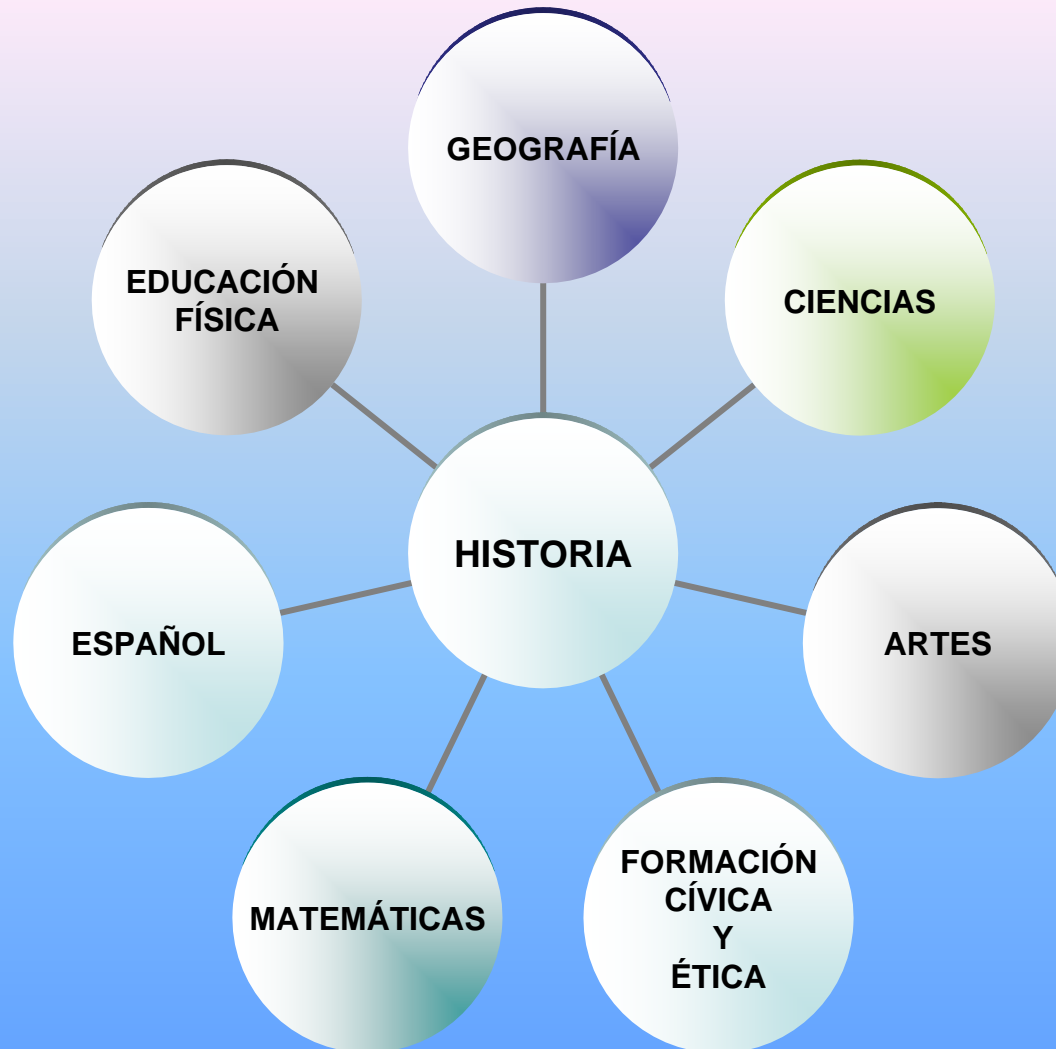 GEOGRAFÍA
EDUCACIÓN
FÍSICA
CIENCIAS
HISTORIA
ESPAÑOL
ARTES
MATEMÁTICAS
FORMACIÓN
CÍVICA
Y
ÉTICA